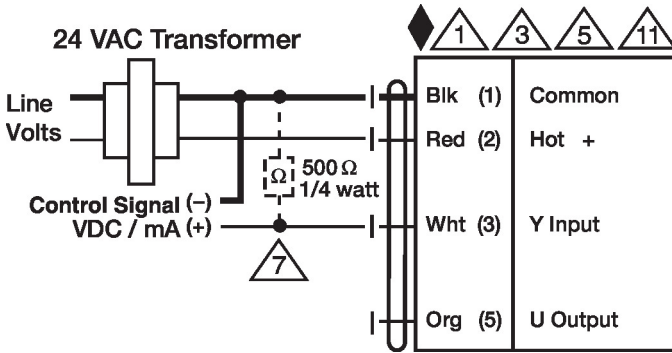 1 3 5 11
24 VAC Transformer
Line
Volts
Blk (1) Common
Red (2) Hot +
Ω 500 Ω
1/4 watt
Control Signal (−)
VDC / mA (+)
Wht (3) Y Input
7
Org (5) U Output